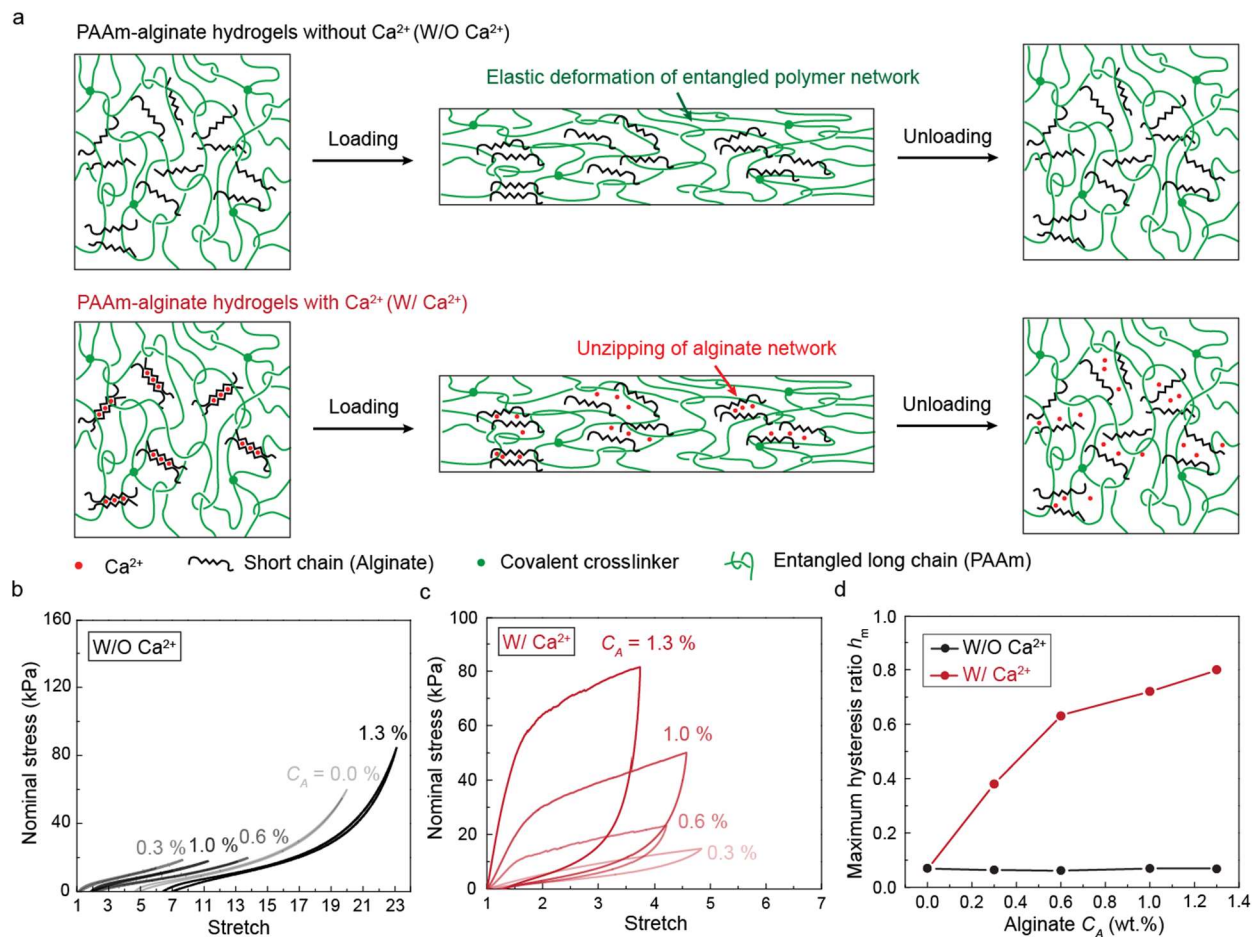 a
PAAm-alginate hydrogels without Ca²⁺ (W/O Ca²⁺)
Elastic deformation of entangled polymer network
Loading
Unloading
PAAm-alginate hydrogels with Ca²⁺ (W/ Ca²⁺)
Unzipping of alginate network
Loading
Unloading
Ca²⁺
Short chain (Alginate)
Covalent crosslinker
Entangled long chain (PAAm)
b
W/O Ca²⁺
Nominal stress (kPa)
160
120
80
40
0
1.3 %
C_A = 0.0 %
0.3 %
1.0 %
0.6 %
1 2 5 7 11 13 15 17 19 21 23
Stretch
c
W/ Ca²⁺
Nominal stress (kPa)
100
80
60
40
20
0
C_A = 1.3 %
1.0 %
0.6 %
0.3 %
1 2 3 4 5 6 7
Stretch
d
W/O Ca²⁺
W/ Ca²⁺
Maximum hysteresis ratio h_m
1.0
0.8
0.6
0.4
0.2
0.0
0.0 0.2 0.4 0.6 0.8 1.0 1.2 1.4
Alginate C_A (wt.%)